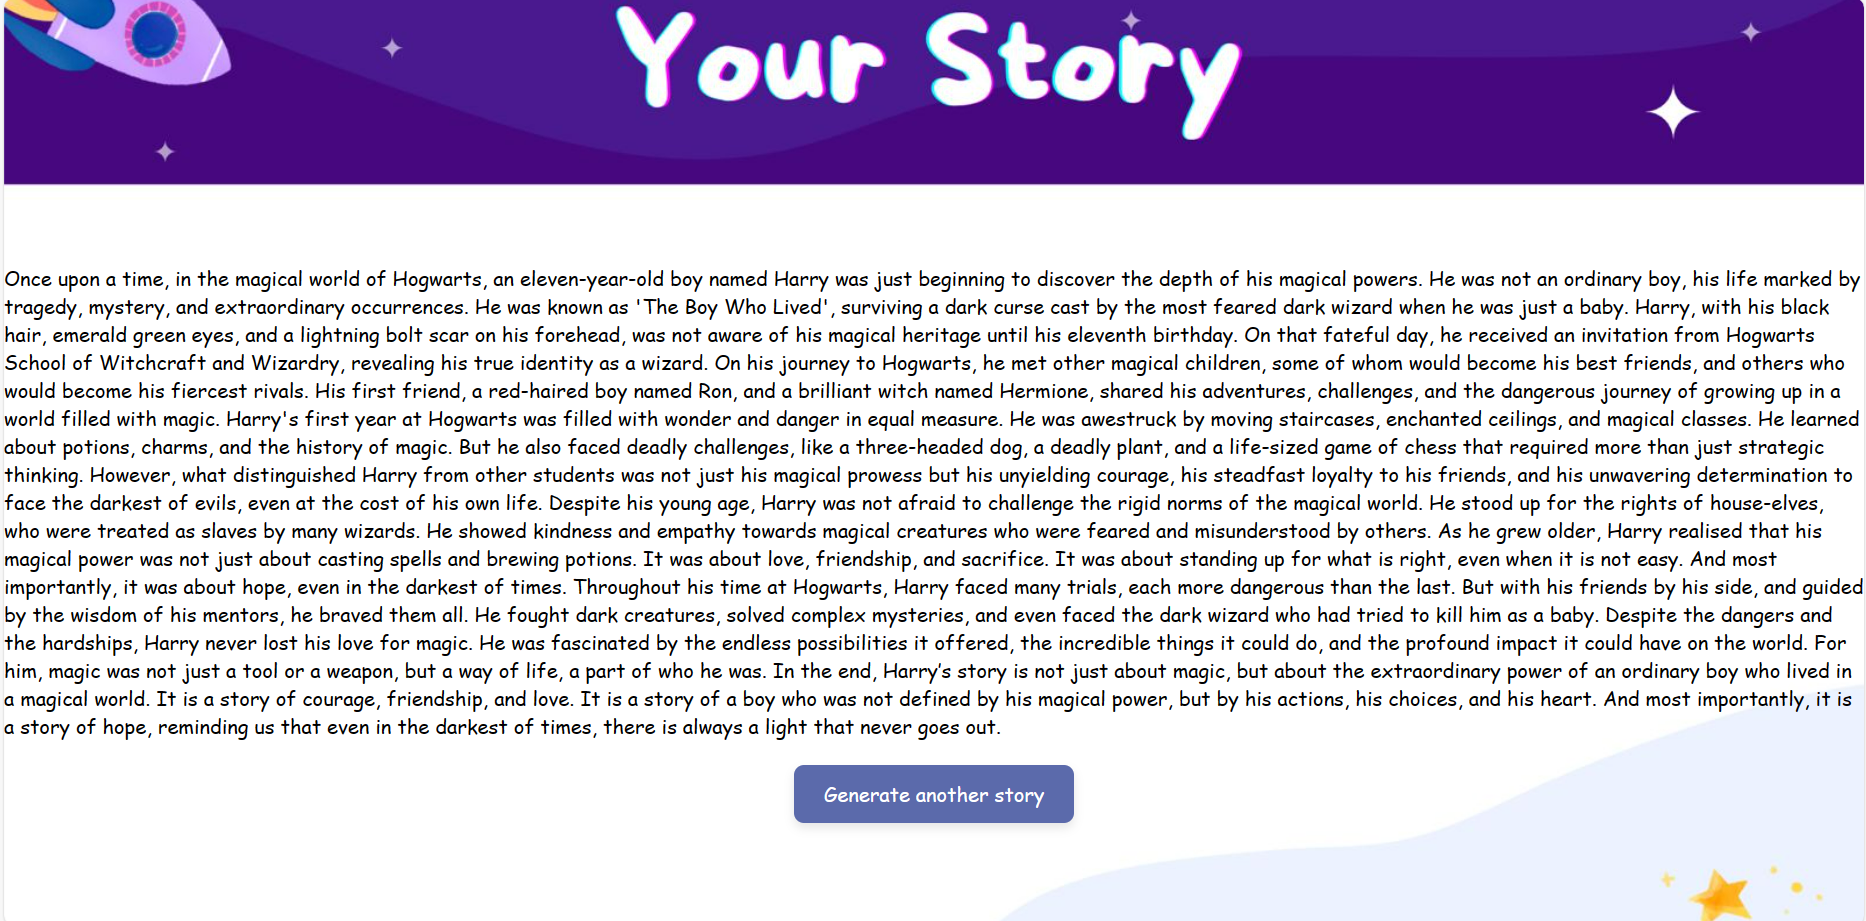 Your Story
Once upon a time, in the magical world of Hogwarts, an eleven-year-old boy named Harry was just beginning to discover the depth of his magical powers. He was not an ordinary boy, his life marked by
tragedy, mystery, and extraordinary occurrences. He was known as 'The Boy Who Lived', surviving a dark curse cast by the most feared dark wizard when he was just a baby. Harry, with his black
hair, emerald green eyes, and a lightning bolt scar on his forehead, was not aware of his magical heritage until his eleventh birthday. On that fateful day, he received an invitation from Hogwarts
School of Witchcraft and Wizardry, revealing his true identity as a wizard. On his journey to Hogwarts, he met other magical children, some of whom would become his best friends, and others who
would become his fiercest rivals. His first friend, a red-haired boy named Ron, and a brilliant witch named Hermione, shared his adventures, challenges, and the dangerous journey of growing up in a
world filled with magic. Harry's first year at Hogwarts was filled with wonder and danger in equal measure. He was awestruck by moving staircases, enchanted ceilings, and magical classes. He learned
about potions, charms, and the history of magic. But he also faced deadly challenges, like a three-headed dog, a deadly plant, and a life-sized game of chess that required more than just strategic
thinking. However, what distinguished Harry from other students was not just his magical prowess but his unyielding courage, his steadfast loyalty to his friends, and his unwavering determination to
face the darkest of evils, even at the cost of his own life. Despite his young age, Harry was not afraid to challenge the rigid norms of the magical world. He stood up for the rights of house-elves,
who were treated as slaves by many wizards. He showed kindness and empathy towards magical creatures who were feared and misunderstood by others. As he grew older, Harry realised that his
magical power was not just about casting spells and brewing potions. It was about love, friendship, and sacrifice. It was about standing up for what is right, even when it is not easy. And most
importantly, it was about hope, even in the darkest of times. Throughout his time at Hogwarts, Harry faced many trials, each more dangerous than the last. But with his friends by his side, and guided
by the wisdom of his mentors, he braved them all. He fought dark creatures, solved complex mysteries, and even faced the dark wizard who had tried to kill him as a baby. Despite the dangers and
the hardships, Harry never lost his love for magic. He was fascinated by the endless possibilities it offered, the incredible things it could do, and the profound impact it could have on the world. For
him, magic was not just a tool or a weapon, but a way of life, a part of who he was. In the end, Harry's story is not just about magic, but about the extraordinary power of an ordinary boy who lived in
a magical world. It is a story of courage, friendship, and love. It is a story of a boy who was not defined by his magical power, but by his actions, his choices, and his heart. And most importantly, it is
a story of hope, reminding us that even in the darkest of times, there is always a light that never goes out.
Generate another story